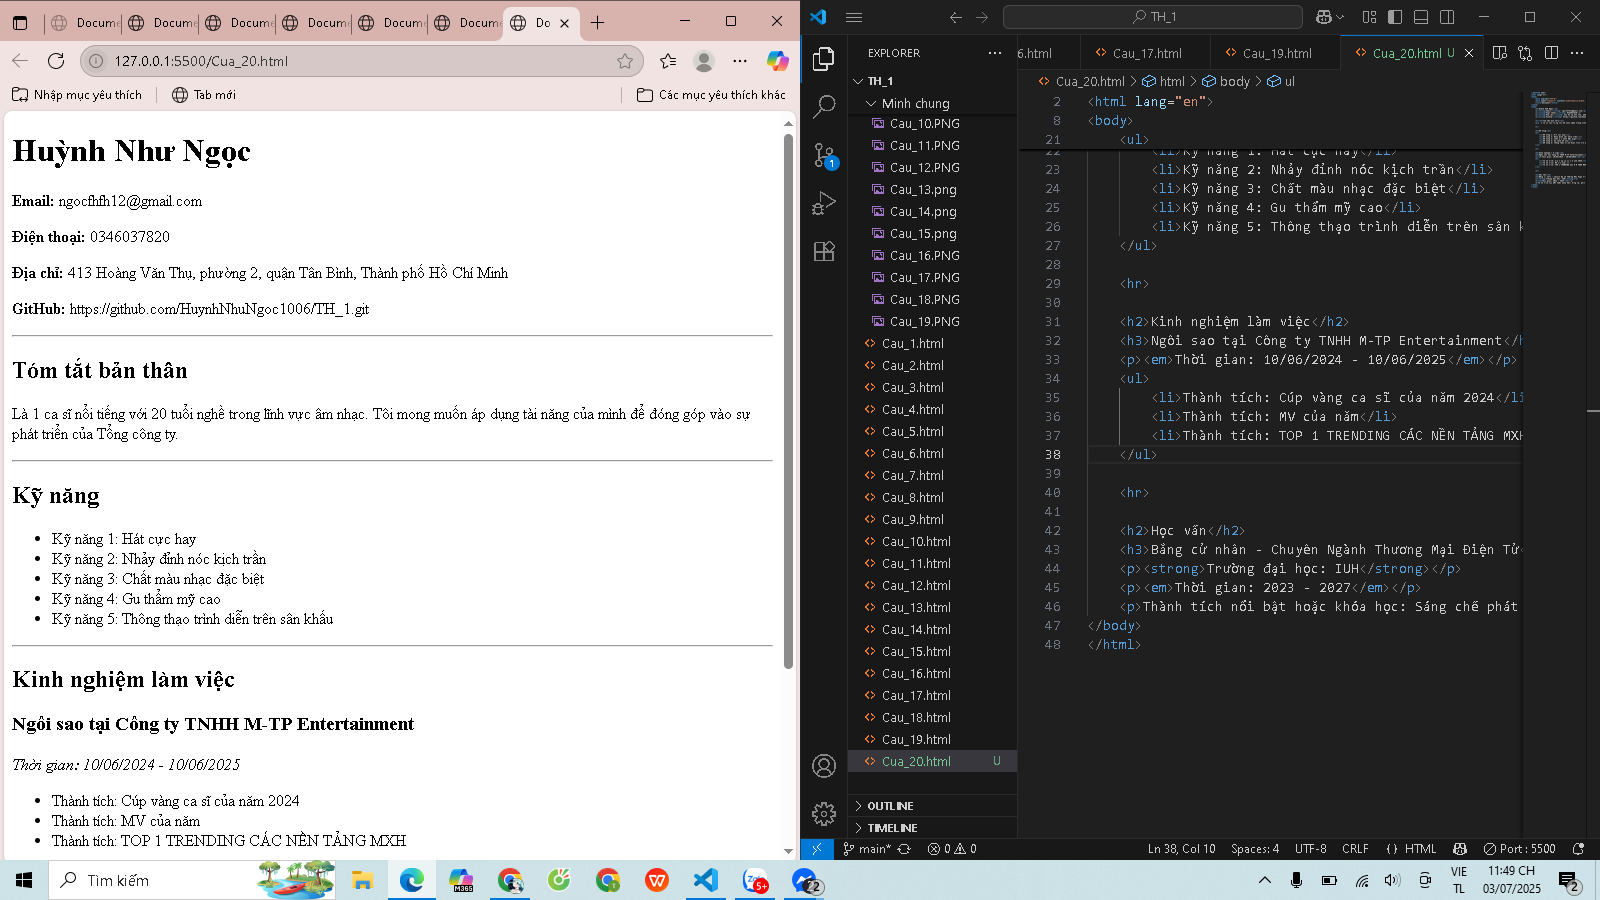 Docum
Docume
Docume
Docum
Docum
Docume
Do
127.0.0.1:5500/Cua_20.html
Nhập mục yêu thích
Tab mới
Các mục yêu thích khác
Huỳnh Như Ngọc
Email: ngocfhfh12@gmail.com
Điện thoại: 0346037820
Địa chỉ: 413 Hoàng Văn Thụ, phường 2, quận Tân Bình, Thành phố Hồ Chí Minh
GitHub: https://github.com/HuynhNhuNgoc1006/TH_1.git
Tóm tắt bản thân
Là 1 ca sĩ nổi tiếng với 20 tuổi nghề trong lĩnh vực âm nhạc. Tôi mong muốn áp dụng tài năng của mình để đóng góp vào sự
phát triển của Tổng công ty.
Kỹ năng
• Kỹ năng 1: Hát cực hay
• Kỹ năng 2: Nhảy đỉnh nóc kịch trần
• Kỹ năng 3: Chất màu nhạc đặc biệt
• Kỹ năng 4: Gu thẩm mỹ cao
• Kỹ năng 5: Thông thạo trình diễn trên sân khấu
Kinh nghiệm làm việc
Ngôi sao tại Công ty TNHH M-TP Entertainment
Thời gian: 10/06/2024 - 10/06/2025
• Thành tích: Cúp vàng ca sĩ của năm 2024
• Thành tích: MV của năm
• Thành tích: TOP 1 TRENDING CÁC NỀN TẢNG MXH
TH_1
EXPLORER
TH_1
Minh chung
Cau_10.PNG
Cau_11.PNG
Cau_12.PNG
Cau_13.png
Cau_14.png
Cau_15.png
Cau_16.PNG
Cau_17.PNG
Cau_18.PNG
Cau_19.PNG
Cau_1.html
Cau_2.html
Cau_3.html
Cau_4.html
Cau_5.html
Cau_6.html
Cau_7.html
Cau_8.html
Cau_9.html
Cau_10.html
Cau_11.html
Cau_12.html
Cau_13.html
Cau_14.html
Cau_15.html
Cau_16.html
Cau_17.html
Cau_18.html
Cau_19.html
Cua_20.html U
OUTLINE
TIMELINE
6.html
Cau_17.html
Cau_19.html
Cua_20.html U
Cua_20.html > html > body > ul
2 <html lang="en">
8 <body>
21 <ul>
22 <li>Kỹ năng 1: Hát cực hay</li>
23 <li>Kỹ năng 2: Nhảy đỉnh nóc kịch trần</li>
24 <li>Kỹ năng 3: Chất màu nhạc đặc biệt</li>
25 <li>Kỹ năng 4: Gu thẩm mỹ cao</li>
26 <li>Kỹ năng 5: Thông thạo trình diễn trên sân k
27 </ul>
28
29 <hr>
30
31 <h2>Kinh nghiệm làm việc</h2>
32 <h3>Ngôi sao tại Công ty TNHH M-TP Entertainment</h
33 <p><em>Thời gian: 10/06/2024 - 10/06/2025</em></p>
34 <ul>
35 <li>Thành tích: Cúp vàng ca sĩ của năm 2024</li
36 <li>Thành tích: MV của năm</li>
37 <li>Thành tích: TOP 1 TRENDING CÁC NỀN TẢNG MXH
38 </ul>
39
40 <hr>
41
42 <h2>Học vấn</h2>
43 <h3>Bằng cử nhân - Chuyên Ngành Thương Mại Điện Tử<
44 <p><strong>Trường đại học: IUH</strong></p>
45 <p><em>Thời gian: 2023 - 2027</em></p>
46 <p>Thành tích nổi bật hoặc khóa học: Sáng chế phát
47 </body>
48 </html>
1
main*
0 0
Ln 38, Col 10
Spaces: 4
UTF-8
CRLF
{ } HTML
Port : 5500
Tìm kiếm
M365
Zalo
5+
22
VIE
TL
11:49 CH
03/07/2025
2